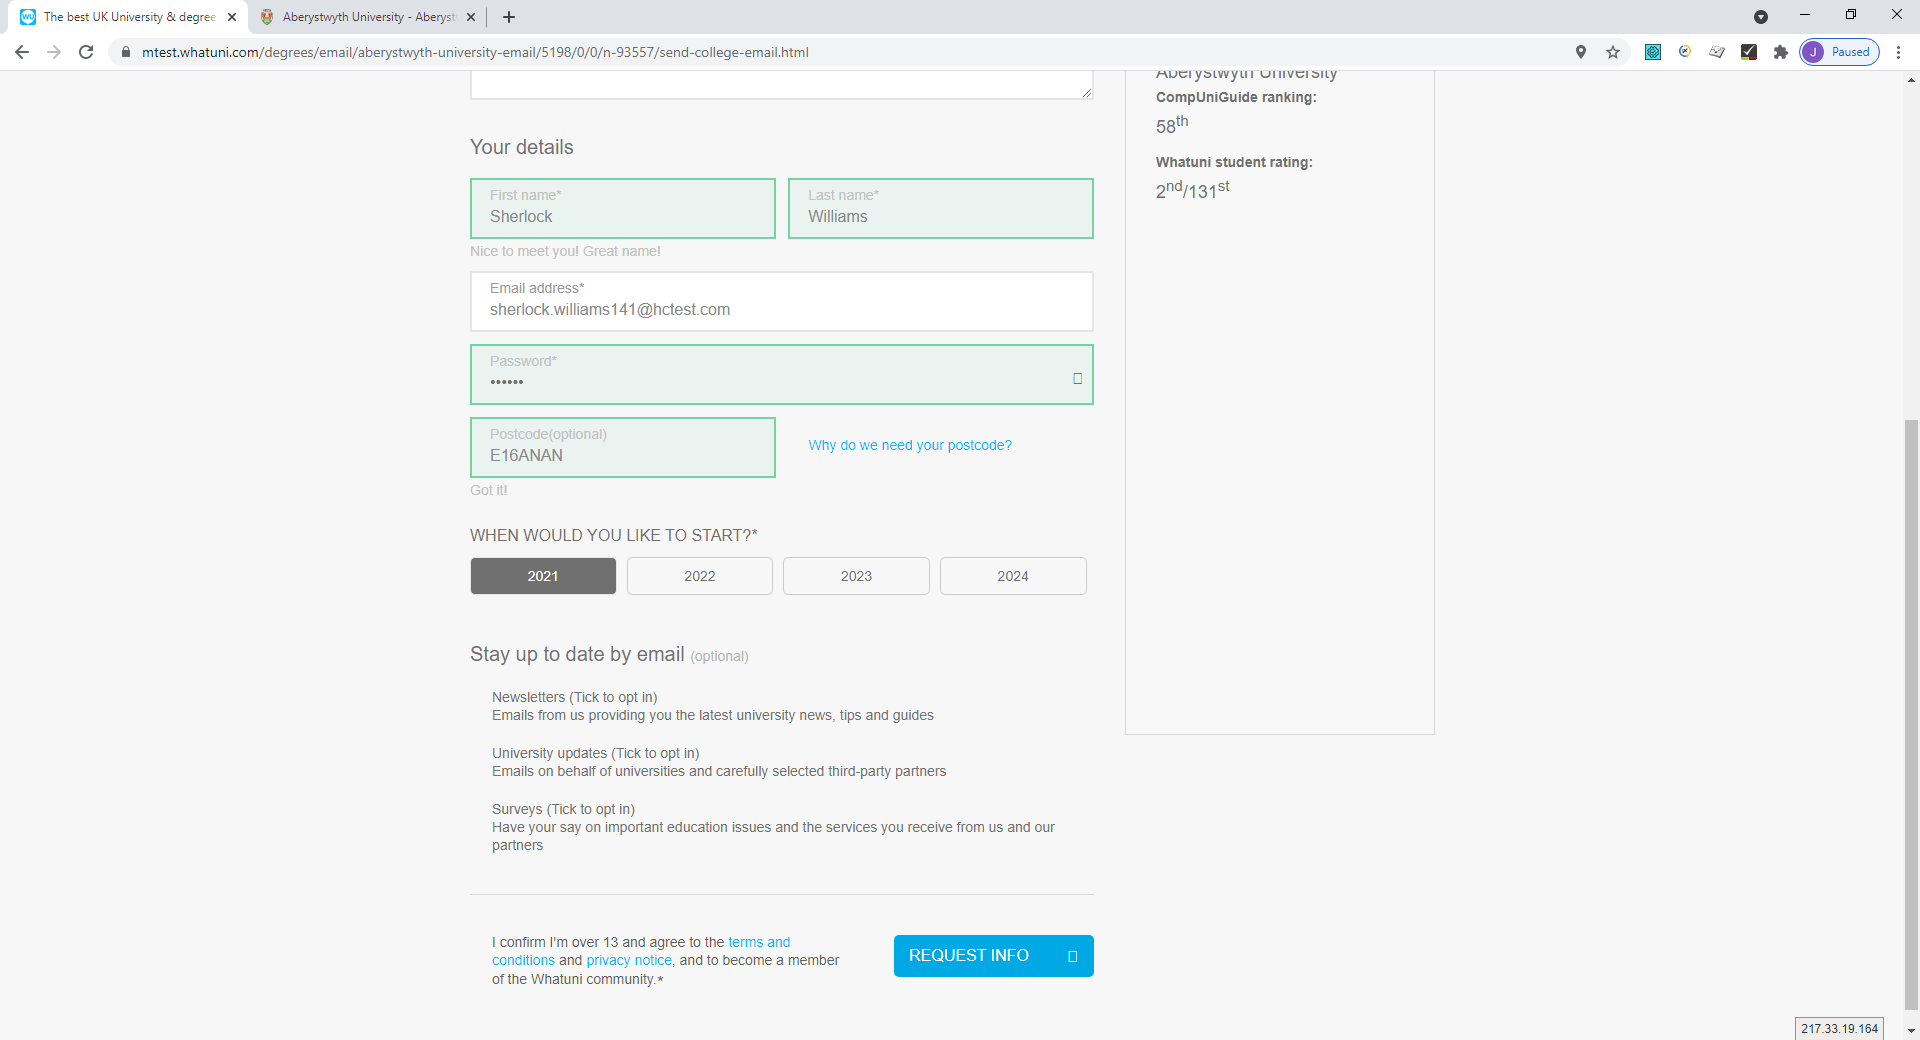 The best UK University & degree
Aberystwyth University - Aberyst
mtest.whatuni.com/degrees/email/aberystwyth-university-email/5198/0/0/n-93557/send-college-email.html
J Paused
Aberystwyth University
CompUniGuide ranking:
58th
Whatuni student rating:
2nd/131st
Your details
First name*
Sherlock
Last name*
Williams
Nice to meet you! Great name!
Email address*
sherlock.williams141@hctest.com
Password*
••••••
Postcode(optional)
E16ANAN
Why do we need your postcode?
Got it!
WHEN WOULD YOU LIKE TO START?*
2021 2022 2023 2024
Stay up to date by email (optional)
Newsletters (Tick to opt in)
Emails from us providing you the latest university news, tips and guides
University updates (Tick to opt in)
Emails on behalf of universities and carefully selected third-party partners
Surveys (Tick to opt in)
Have your say on important education issues and the services you receive from us and our
partners
I confirm I'm over 13 and agree to the terms and
conditions and privacy notice, and to become a member
of the Whatuni community.*
REQUEST INFO
217.33.19.164